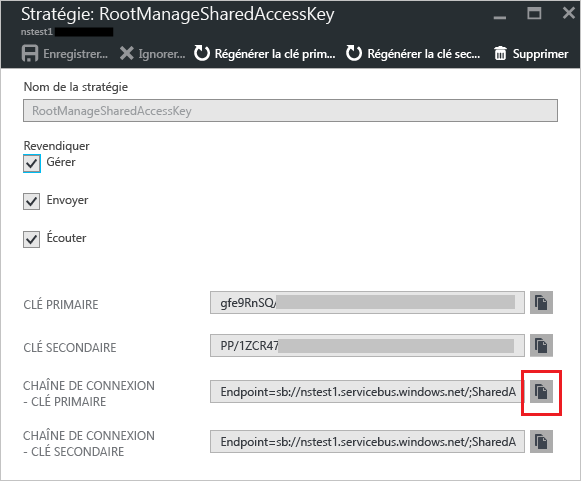 Stratégie: RootManageSharedAccessKey
nstest1
Enregistrer... Ignorer... Régénérer la clé prim... Régénérer la clé sec... Supprimer
Nom de la stratégie
RootManageSharedAccessKey
Revendiquer
Gérer
Envoyer
Écouter
CLÉ PRIMAIRE gfe9RnSQ/
CLÉ SECONDAIRE PP/1ZCR47
CHAÎNE DE CONNEXION
- CLÉ PRIMAIRE Endpoint=sb://nstest1.servicebus.windows.net/;SharedA
CHAÎNE DE CONNEXION
- CLÉ SECONDAIRE Endpoint=sb://nstest1.servicebus.windows.net/;SharedA